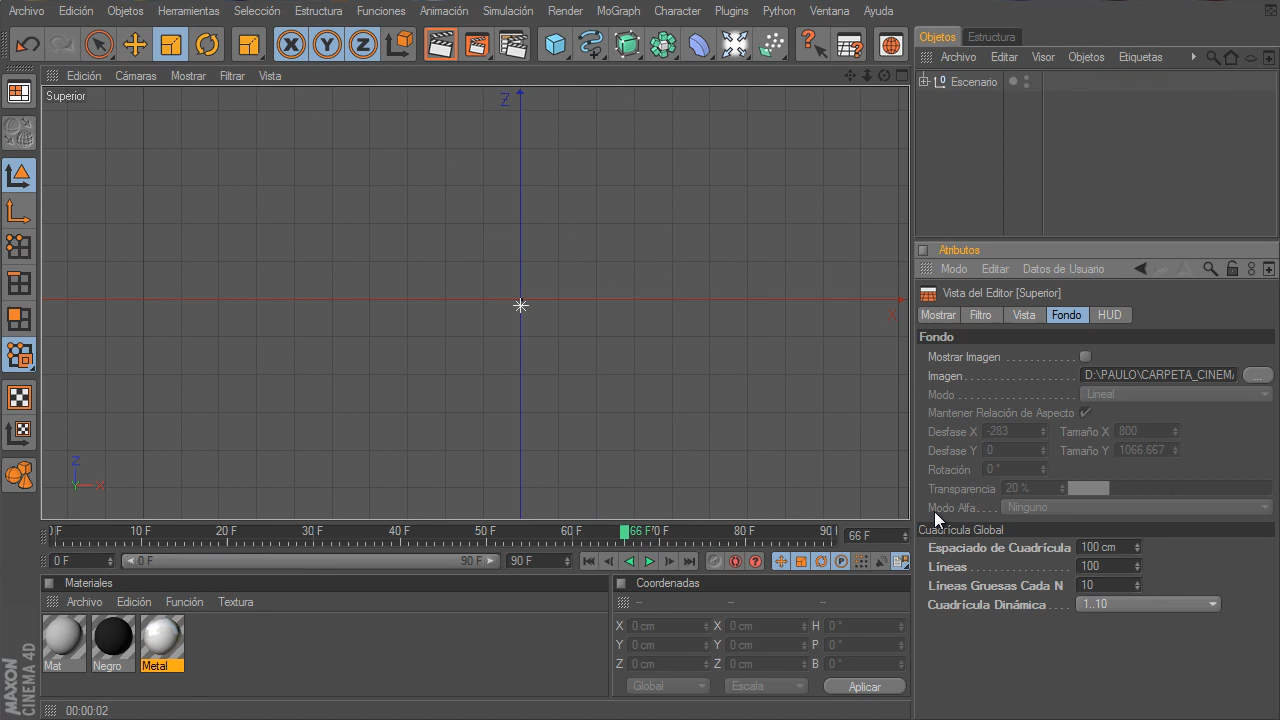 Archivo Edición Objetos Herramientas Selección Estructura Funciones Animación Simulación Render MoGraph Character Plugins Python Ventana Ayuda
Objetos Estructura
Archivo Editar Visor Objetos Etiquetas
Edición Cámaras Mostrar Filtrar Vista
Superior
Z
X
Z
Y X
Escenario
Atributos
Modo Editar Datos de Usuario
Vista del Editor [Superior]
Mostrar Filtro Vista Fondo HUD
Fondo
Mostrar Imagen
Imagen D:\PAULO\CARPETA_CINEMA
Modo Lineal
Mantener Relación de Aspecto
Desfase X -283 Tamaño X 800
Desfase Y 0 Tamaño Y 1066.667
Rotación 0 °
Transparencia 20 %
Modo Alfa Ninguno
Cuadrícula Global
Espaciado de Cuadrícula 100 cm
Líneas 100
Líneas Gruesas Cada N 10
Cuadrícula Dinámica 1..10
10 F 20 F 30 F 40 F 50 F 60 F 66 F 80 F 66 F
0 F 0 F 90 F 90 F
Materiales
Archivo Edición Función Textura
Mat Negro Metal
Coordenadas
-- -- --
X 0 cm X 0 cm H 0 °
Y 0 cm Y 0 cm P 0 °
Z 0 cm Z 0 cm B 0 °
Global Escala Aplicar
MAXON
CINEMA 4D
00:00:02